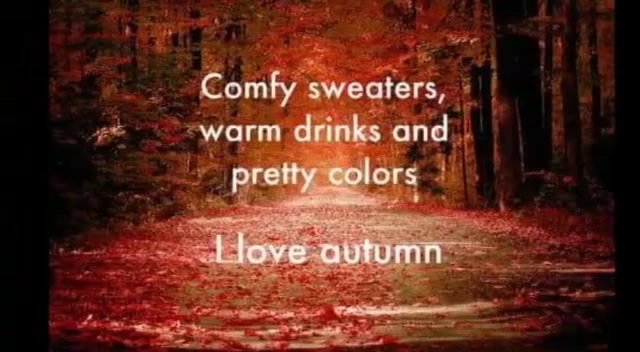 Comfy sweaters,
warm drinks and
pretty colors
I love autumn